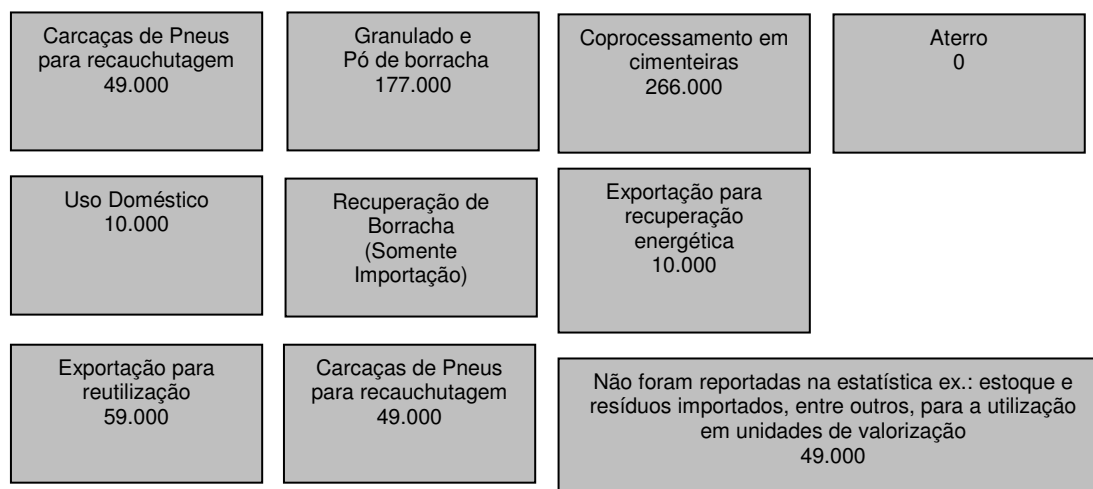 Carcaças de Pneus
para recauchutagem
49.000
Granulado e
Pó de borracha
177.000
Coprocessamento em
cimenteiras
266.000
Aterro
0
Uso Doméstico
10.000
Recuperação de
Borracha
(Somente
Importação)
Exportação para
recuperação
energética
10.000
Exportação para
reutilização
59.000
Carcaças de Pneus
para recauchutagem
49.000
Não foram reportadas na estatística ex.: estoque e
resíduos importados, entre outros, para a utilização
em unidades de valorização
49.000